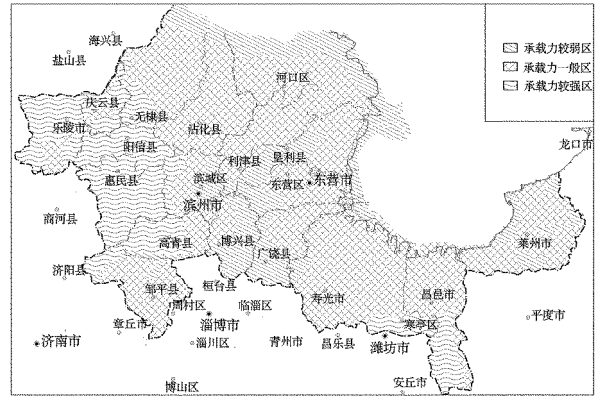 承载力较弱区
承载力一般区
承载力较强区
海兴县
盐山县
河口区
庆云县
无棣县
乐陵市
沾化县
阳信县
龙口市
利津县
垦利县
惠民县
滨城区
东营区
东营市
滨州市
商河县
高青县
博兴县
广饶县
莱州市
济阳县
邹平县
桓台县
寿光市
昌邑市
周村区
临淄区
平度市
章丘市
淄博市
寒亭区
济南市
淄川区
青州市
昌乐县
潍坊市
博山区
安丘市